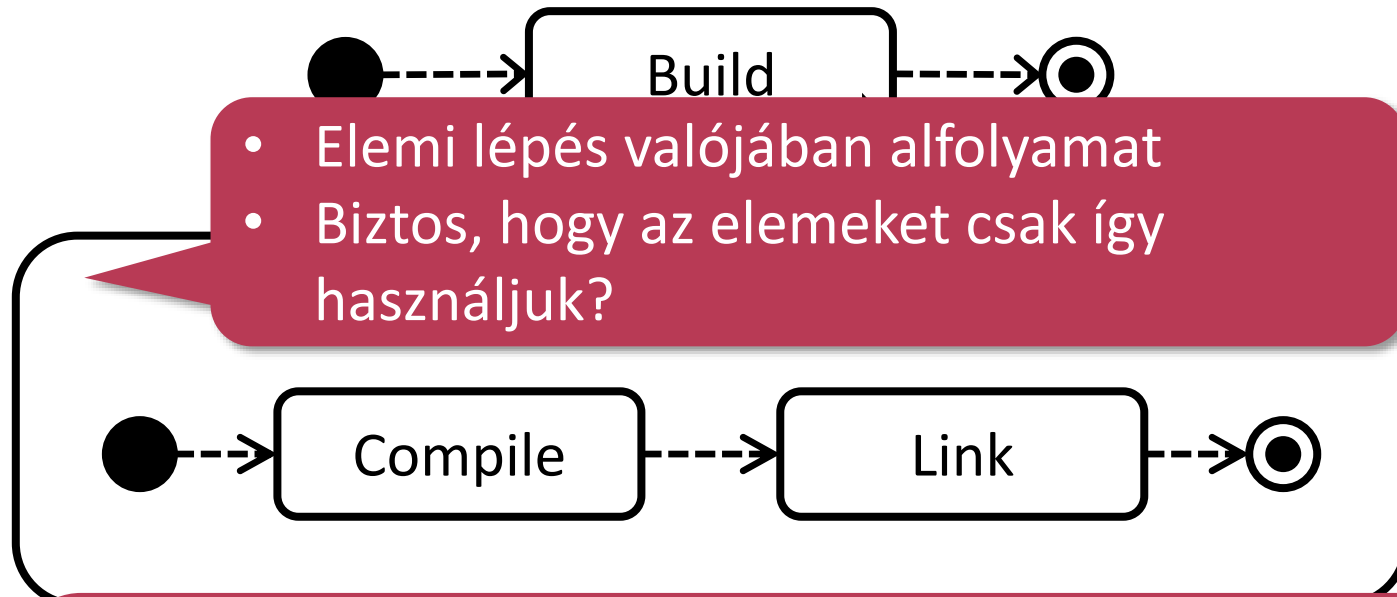 Build
• Elemi lépés valójában alfolyamat
• Biztos, hogy az elemeket csak így
használjuk?
Compile
Link